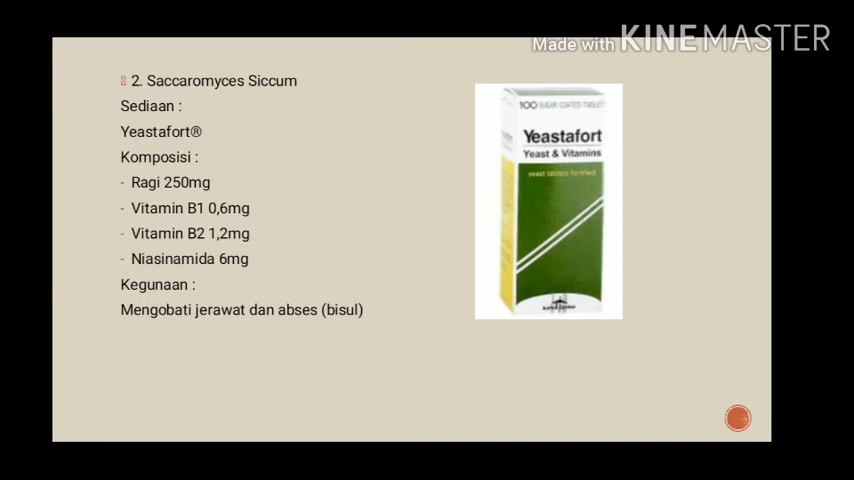 Made with KINEMASTER
2. Saccaromyces Siccum
Sediaan :
Yeastafort®
Komposisi :
- Ragi 250mg
- Vitamin B1 0,6mg
- Vitamin B2 1,2mg
- Niasinamida 6mg
Kegunaan :
Mengobati jerawat dan abses (bisul)
100 SUGAR COATED TABLETS
Yeastafort
Yeast & Vitamins
yeast tablets fortified